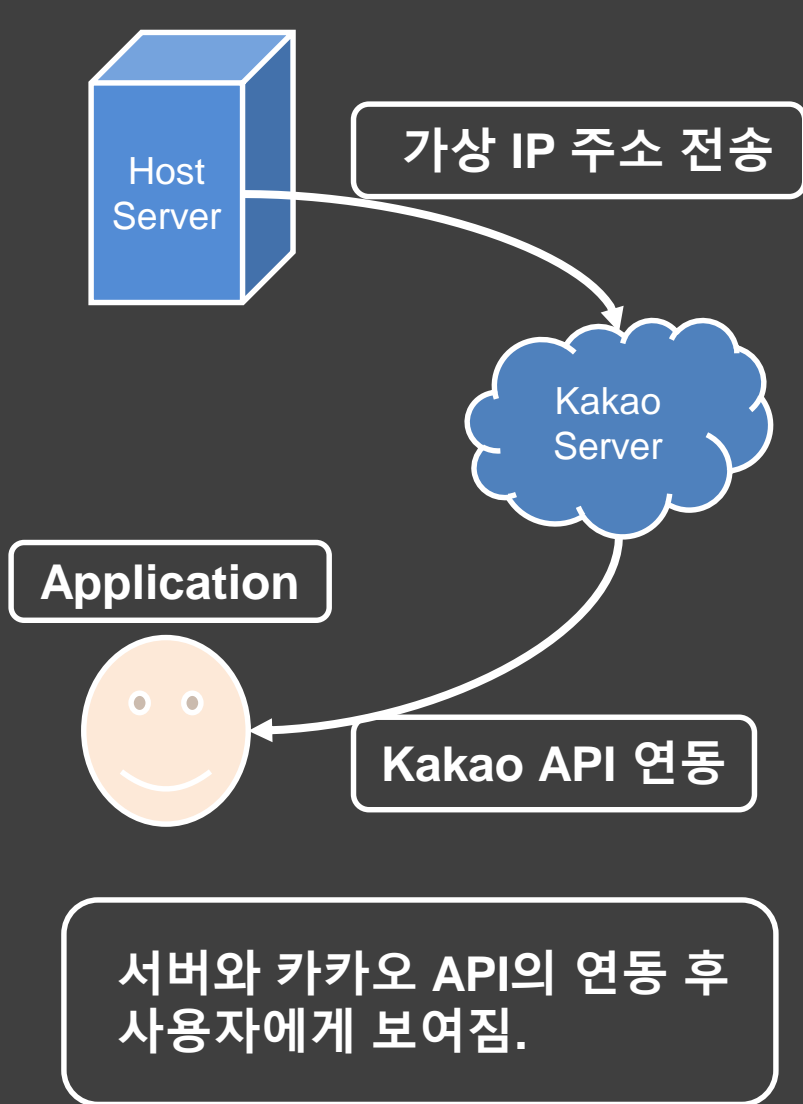 Host
Server
가상 IP 주소 전송
Kakao
Server
Application
Kakao API 연동
서버와 카카오 API의 연동 후
사용자에게 보여짐.